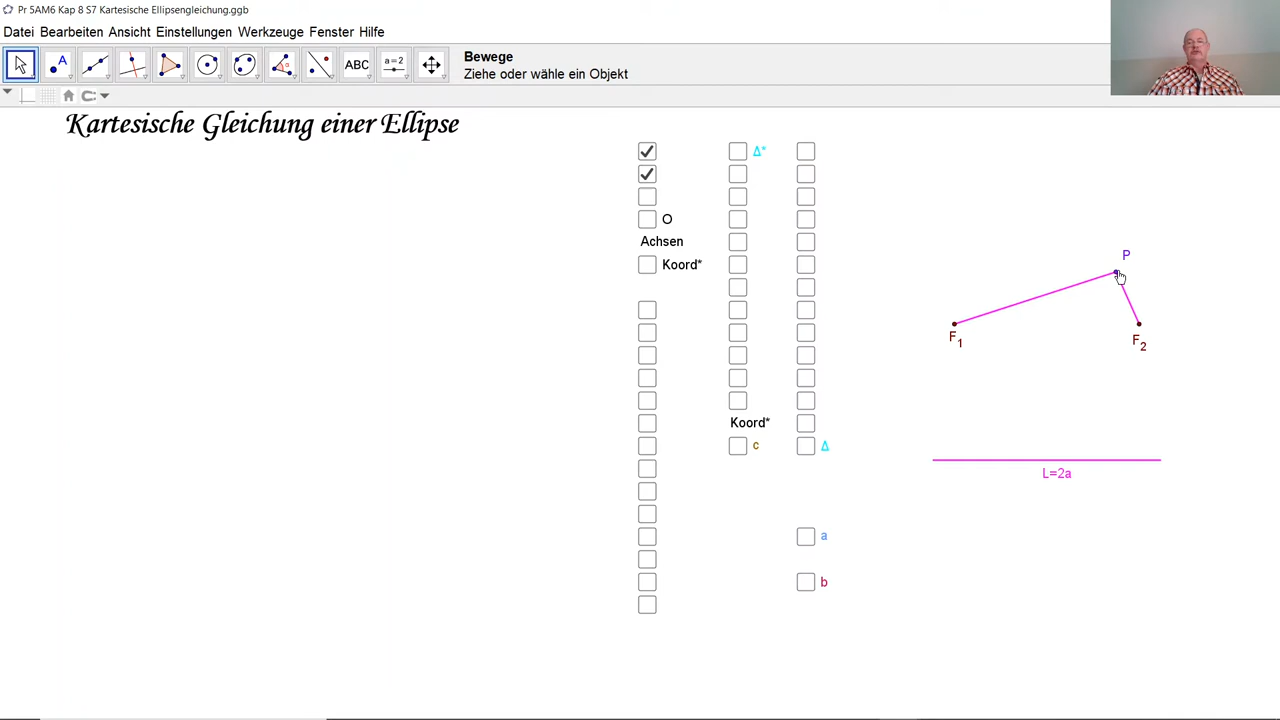 Pr 5AM6 Kap 8 S7 Kartesische Ellipsengleichung.ggb
Datei Bearbeiten Ansicht Einstellungen Werkzeuge Fenster Hilfe
A
ABC
a=2
Bewege
Ziehe oder wähle ein Objekt
Kartesische Gleichung einer Ellipse
Δ*
O
Achsen
Koord*
Koord*
c
Δ
a
b
P
F1
F2
L=2a